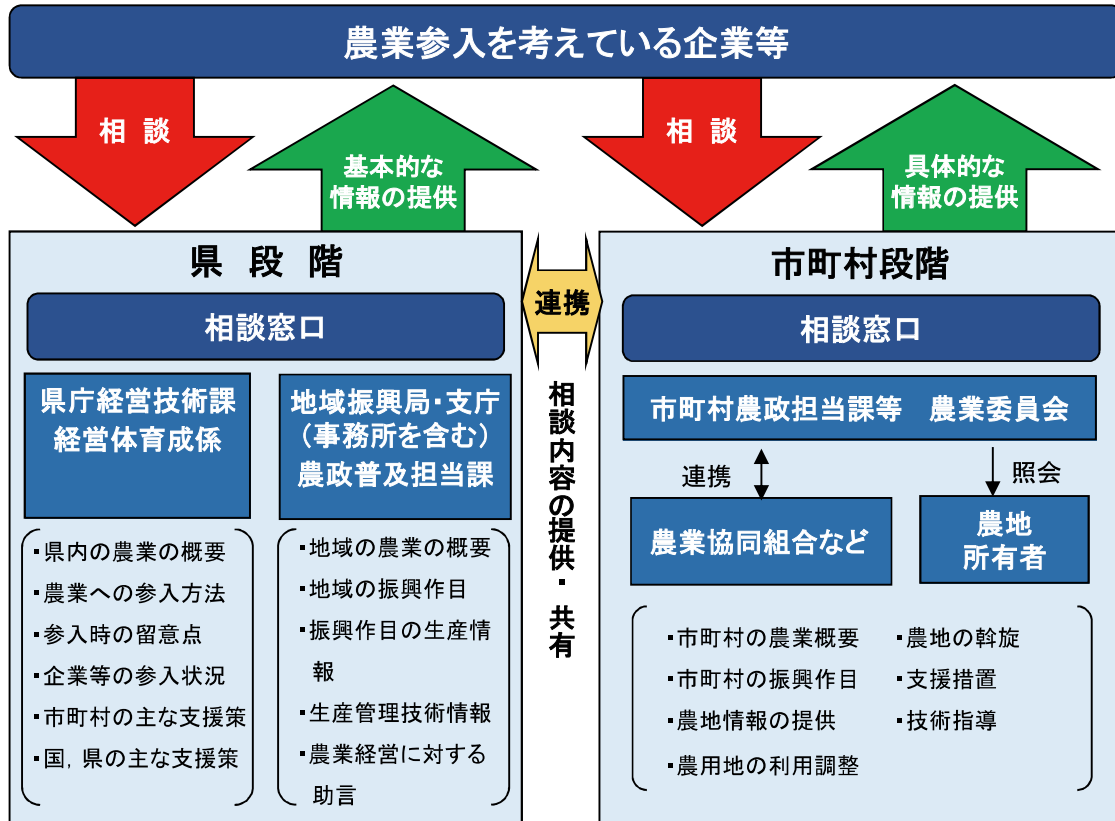 農業参入を考えている企業等
相談
基本的な
情報の提供
相談
具体的な
情報の提供
県段階
相談窓口
県庁経営技術課
経営体育成係
地域振興局・支庁
（事務所を含む）
農政普及担当課
・県内の農業の概要
・農業への参入方法
・参入時の留意点
・企業等の参入状況
・市町村の主な支援策
・国，県の主な支援策
・地域の農業の概要
・地域の振興作目
・振興作目の生産情
報
・生産管理技術情報
・農業経営に対する
助言
連携
相談内容の提供・共有
市町村段階
相談窓口
市町村農政担当課等　農業委員会
連携
照会
農業協同組合など
農地
所有者
・市町村の農業概要
・市町村の振興作目
・農地情報の提供
・農用地の利用調整
・農地の斡旋
・支援措置
・技術指導